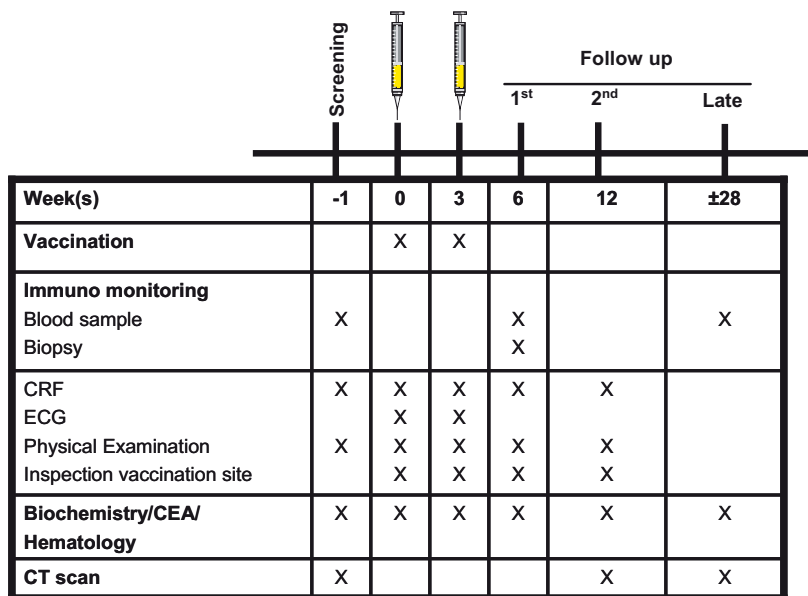 Screening
Follow up
1st 2nd Late
Week(s) -1 0 3 6 12 ±28
Vaccination X X
Immuno monitoring
Blood sample X X X
Biopsy X
CRF X X X X X
ECG X X
Physical Examination X X X X X
Inspection vaccination site X X X X
Biochemistry/CEA/ X X X X X X
Hematology
CT scan X X X